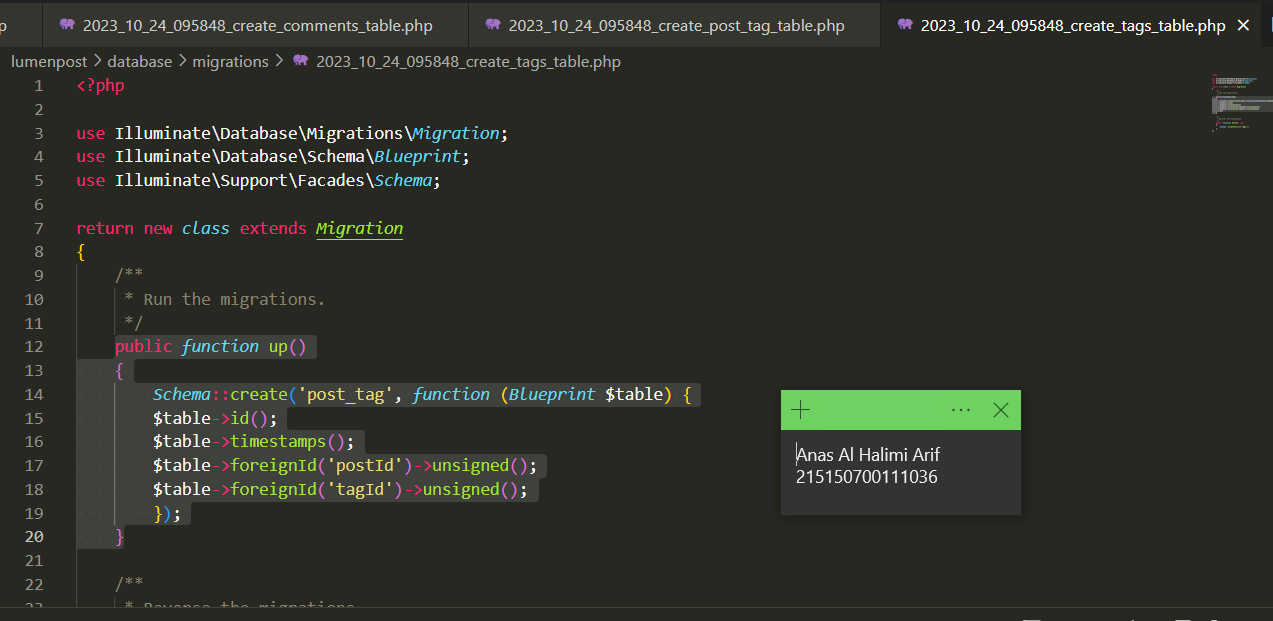 p
2023_10_24_095848_create_comments_table.php
2023_10_24_095848_create_post_tag_table.php
2023_10_24_095848_create_tags_table.php
lumenpost > database > migrations > 2023_10_24_095848_create_tags_table.php
1 <?php
2
3 use Illuminate\Database\Migrations\Migration;
4 use Illuminate\Database\Schema\Blueprint;
5 use Illuminate\Support\Facades\Schema;
6
7 return new class extends Migration
8 {
9 /**
10 * Run the migrations.
11 */
12 public function up()
13 {
14 Schema::create('post_tag', function (Blueprint $table) {
15 $table->id();
16 $table->timestamps();
17 $table->foreignId('postId')->unsigned();
18 $table->foreignId('tagId')->unsigned();
19 });
20 }
21
22 /**
23 * Reverse the migrations.
Anas Al Halimi Arif
215150700111036